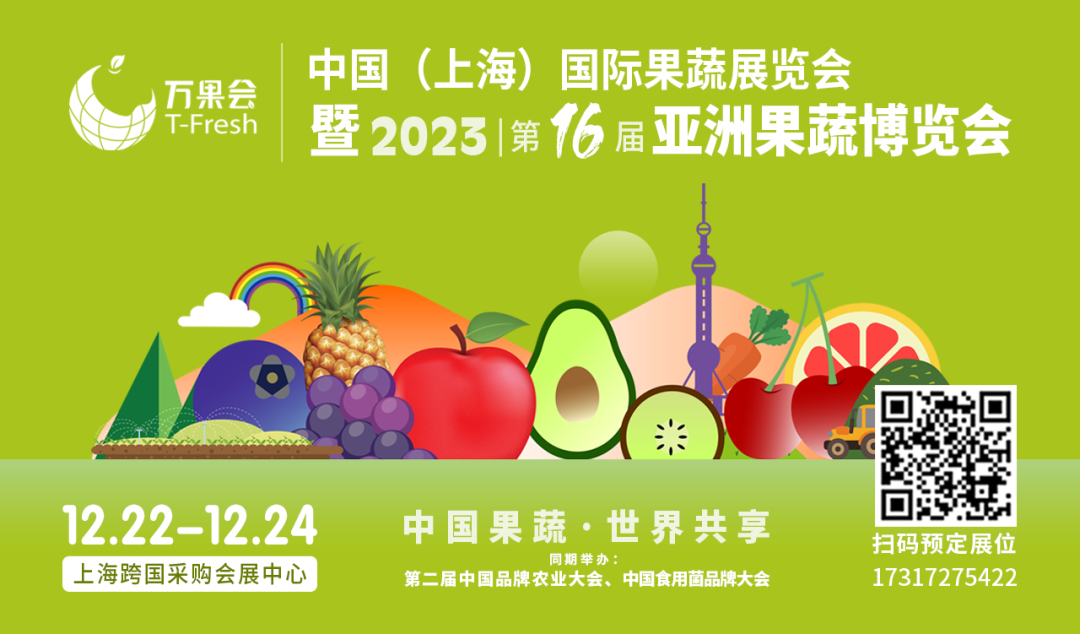 万果会
T-Fresh
中国（上海）国际果蔬展览会
暨2023|第16届亚洲果蔬博览会
12.22-12.24
上海跨国采购会展中心
中国果蔬·世界共享
同期举办：
第二届中国品牌农业大会、中国食用菌品牌大会
扫码预定展位
17317275422